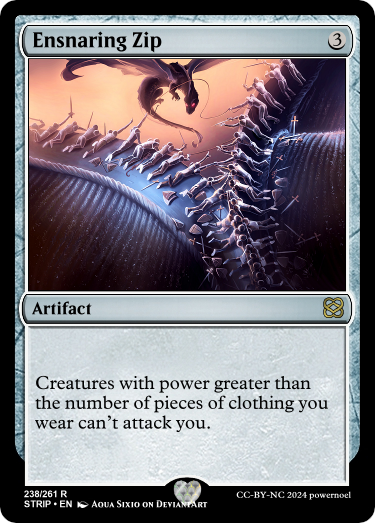 Ensnaring Zip 3
Artifact
Creatures with power greater than
the number of pieces of clothing you
wear can't attack you.
238/261 R
STRIP • EN Aqua Sixio on DeviantArt
CC-BY-NC 2024 powernoel